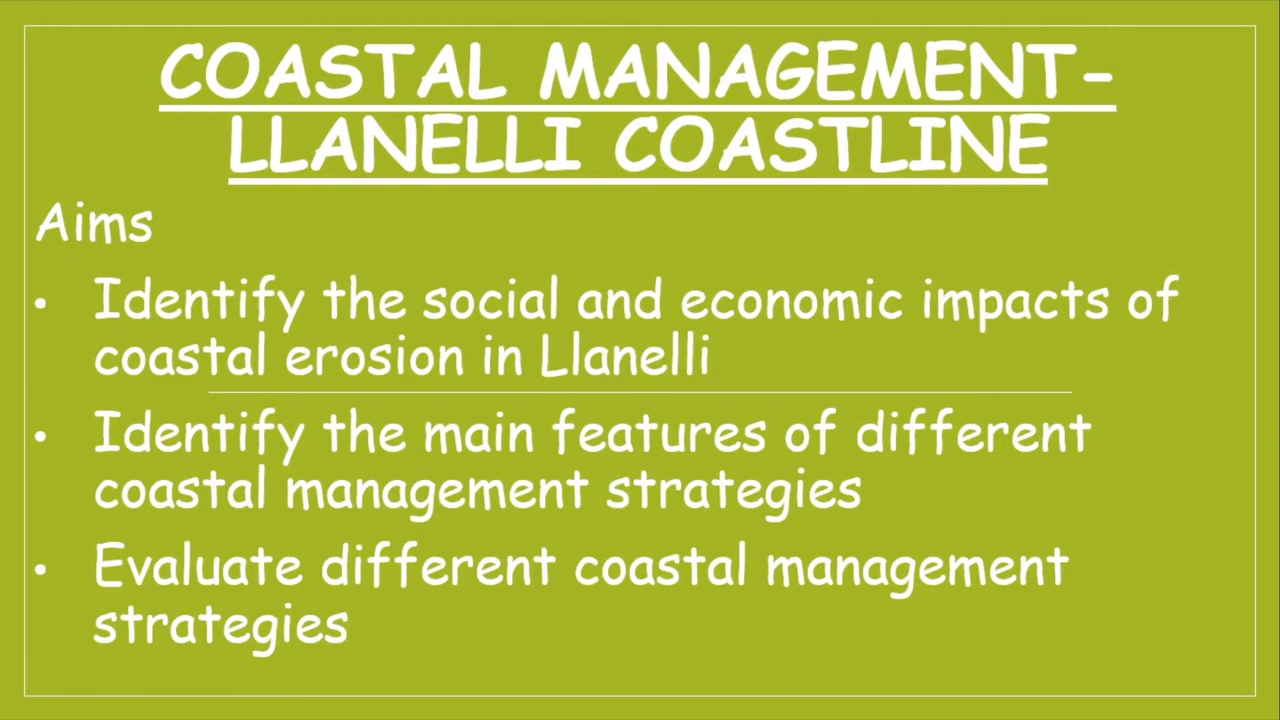 COASTAL MANAGEMENT-
LLANELLI COASTLINE
Aims
• Identify the social and economic impacts of
coastal erosion in Llanelli
• Identify the main features of different
coastal management strategies
• Evaluate different coastal management
strategies